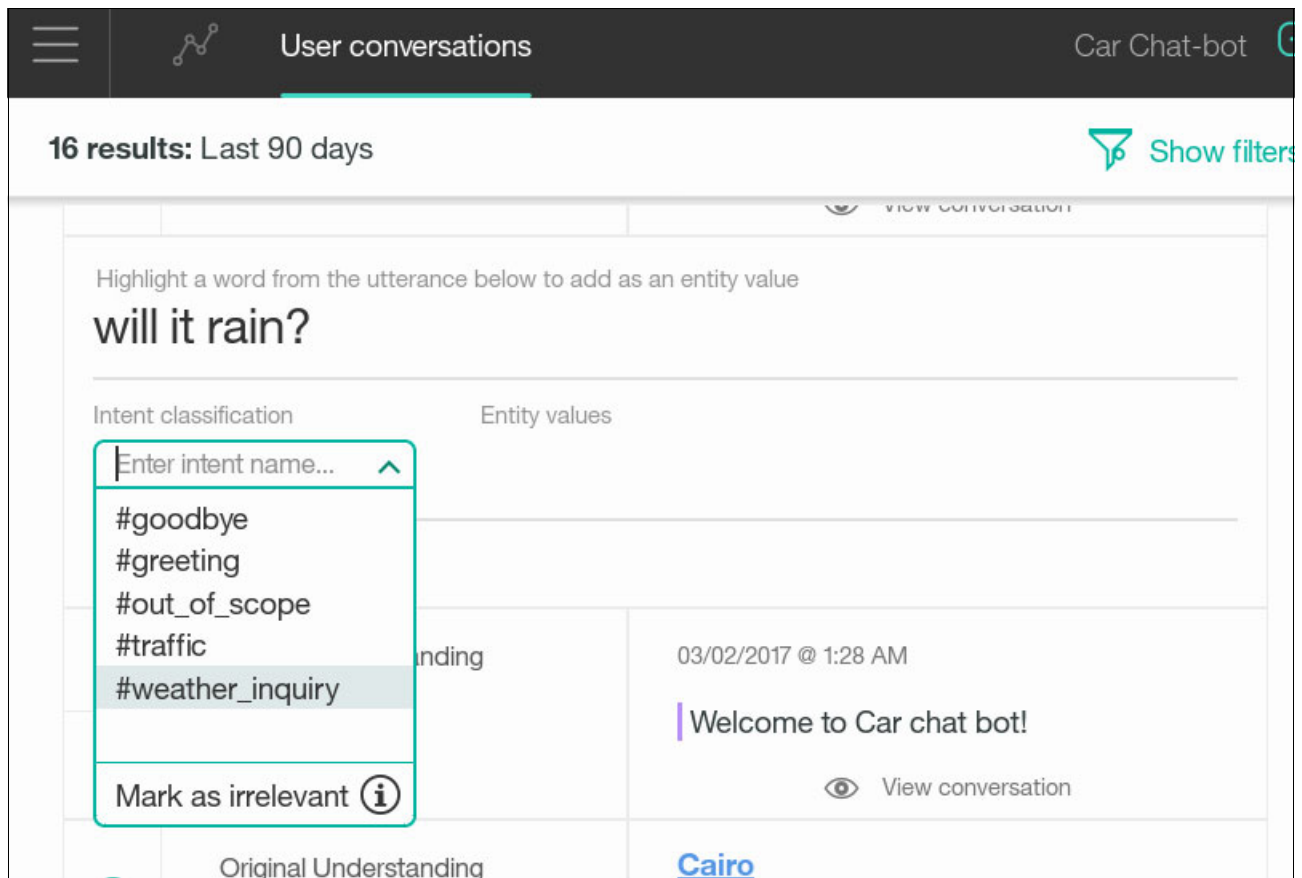 User conversations
Car Chat-bot
16 results: Last 90 days
Show filters
View conversation
Highlight a word from the utterance below to add as an entity value
will it rain?
Intent classification
Entity values
Enter intent name...
#goodbye
#greeting
#out_of_scope
#traffic
#weather_inquiry
Mark as irrelevant
nding
03/02/2017 @ 1:28 AM
Welcome to Car chat bot!
View conversation
Original Understanding
Cairo